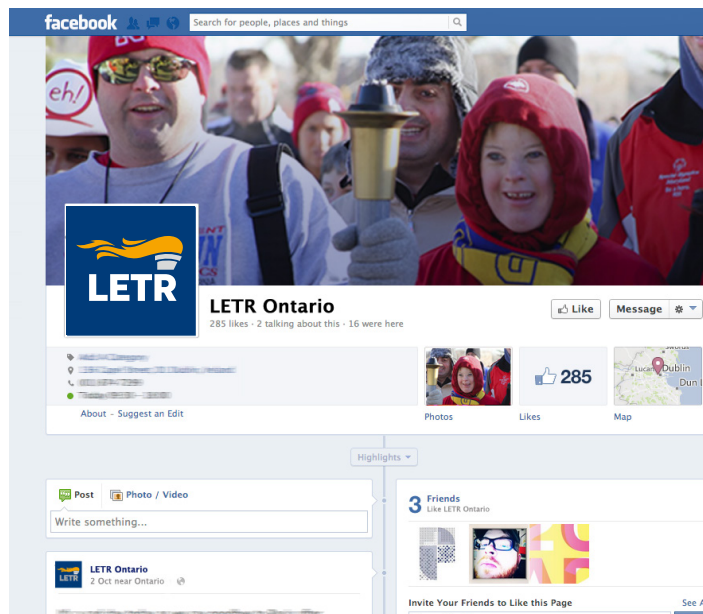 facebook
Search for people, places and things
eh!
LETR
LETR Ontario
285 likes · 2 talking about this · 16 were here
Like
Message
About - Suggest an Edit
Photos
285
Likes
Lucan
Dublin
Dun
Map
Highlights
Post
Photo / Video
Write something...
3 Friends
Like LETR Ontario
LETR
LETR Ontario
2 Oct near Ontario
Invite Your Friends to Like this Page
See A